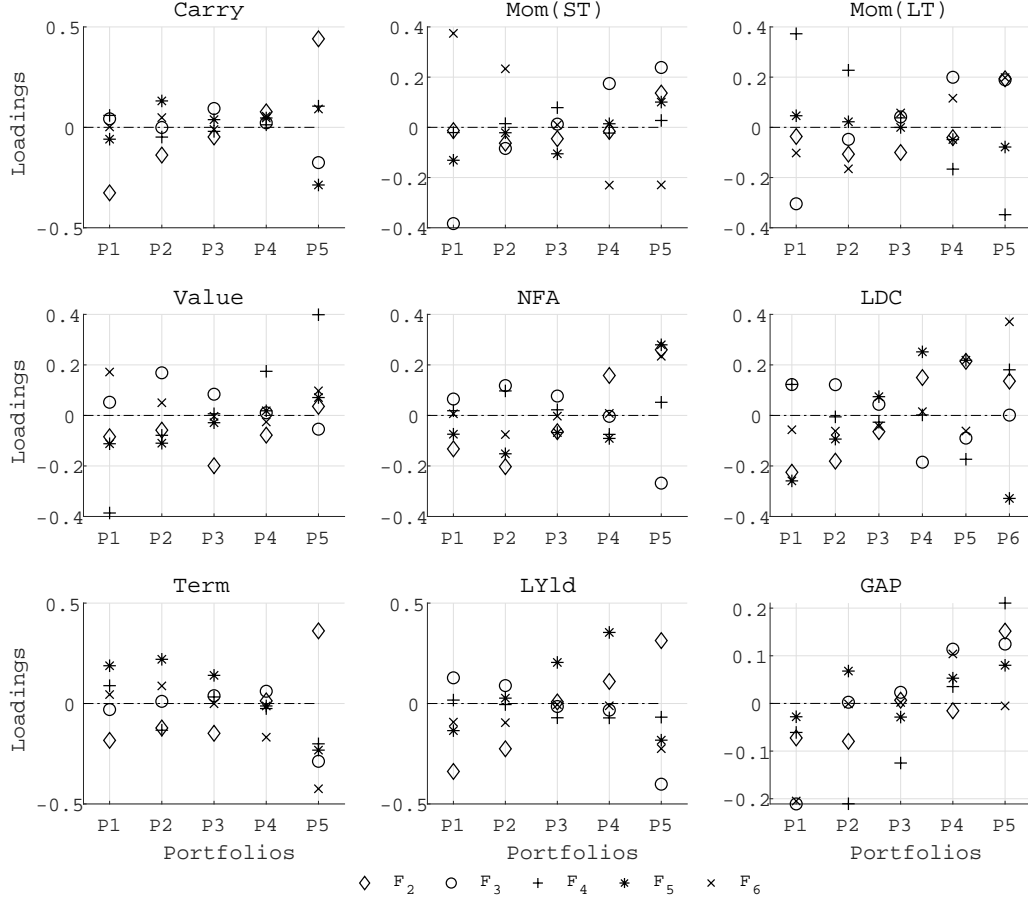 Carry
Mom(ST)
Mom(LT)
Loadings
0.5
0
-0.5
P1 P2 P3 P4 P5
0.4
0.2
0
-0.2
-0.4
P1 P2 P3 P4 P5
0.4
0.2
0
-0.2
-0.4
P1 P2 P3 P4 P5
Value
NFA
LDC
Loadings
0.4
0.2
0
-0.2
-0.4
P1 P2 P3 P4 P5
0.4
0.2
0
-0.2
-0.4
P1 P2 P3 P4 P5
0.4
0.2
0
-0.2
-0.4
P1 P2 P3 P4 P5 P6
Term
LYld
GAP
Loadings
0.5
0
-0.5
P1 P2 P3 P4 P5
Portfolios
0.5
0
-0.5
P1 P2 P3 P4 P5
Portfolios
0.2
0.1
0
-0.1
-0.2
P1 P2 P3 P4 P5
Portfolios
F2 F3 F4 F5 F6